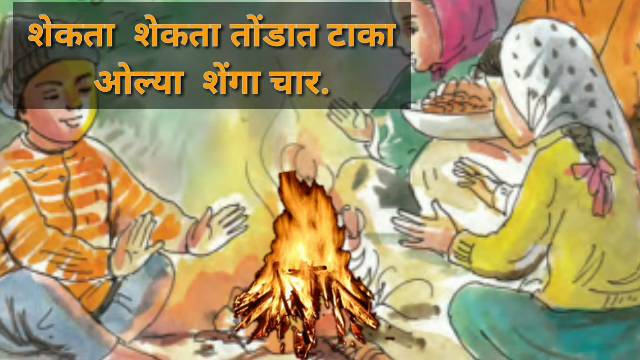 शेकता शेकता तोंडात टाका
ओल्या शेंगा चार.